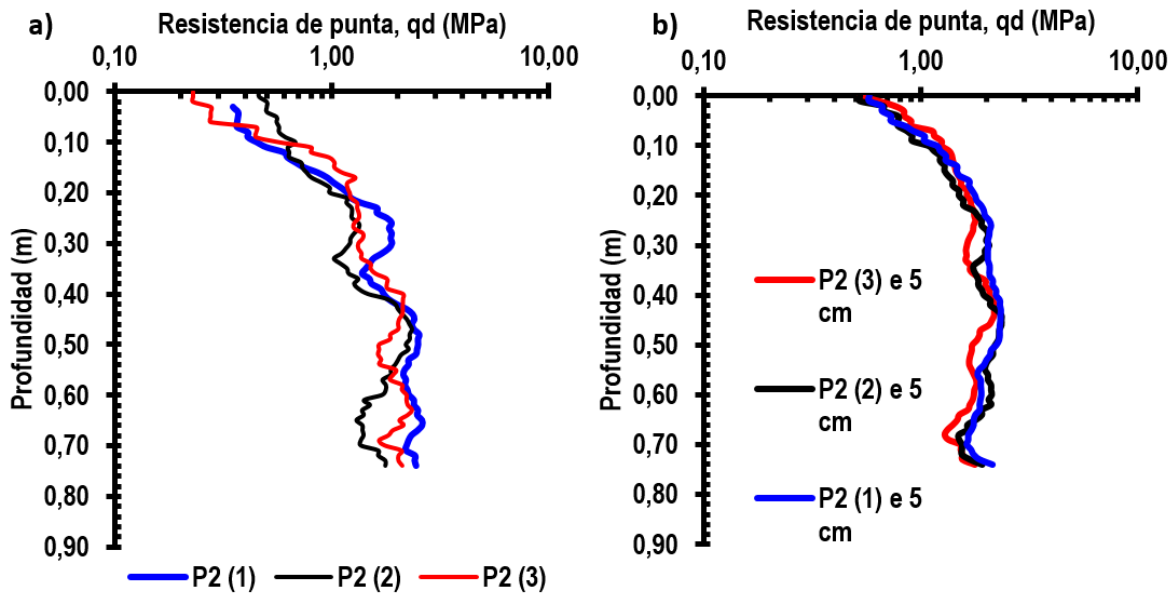 a)
Resistencia de punta, qd (MPa)
0,10 1,00 10,00
0,00
0,10
0,20
0,30
0,40
0,50
0,60
0,70
0,80
0,90
Profundidad (m)
P2 (1) P2 (2) P2 (3)
b)
Resistencia de punta, qd (MPa)
0,10 1,00 10,00
0,00
0,10
0,20
0,30
0,40
0,50
0,60
0,70
0,80
0,90
Profundidad (m)
P2 (3) e 5
cm
P2 (2) e 5
cm
P2 (1) e 5
cm